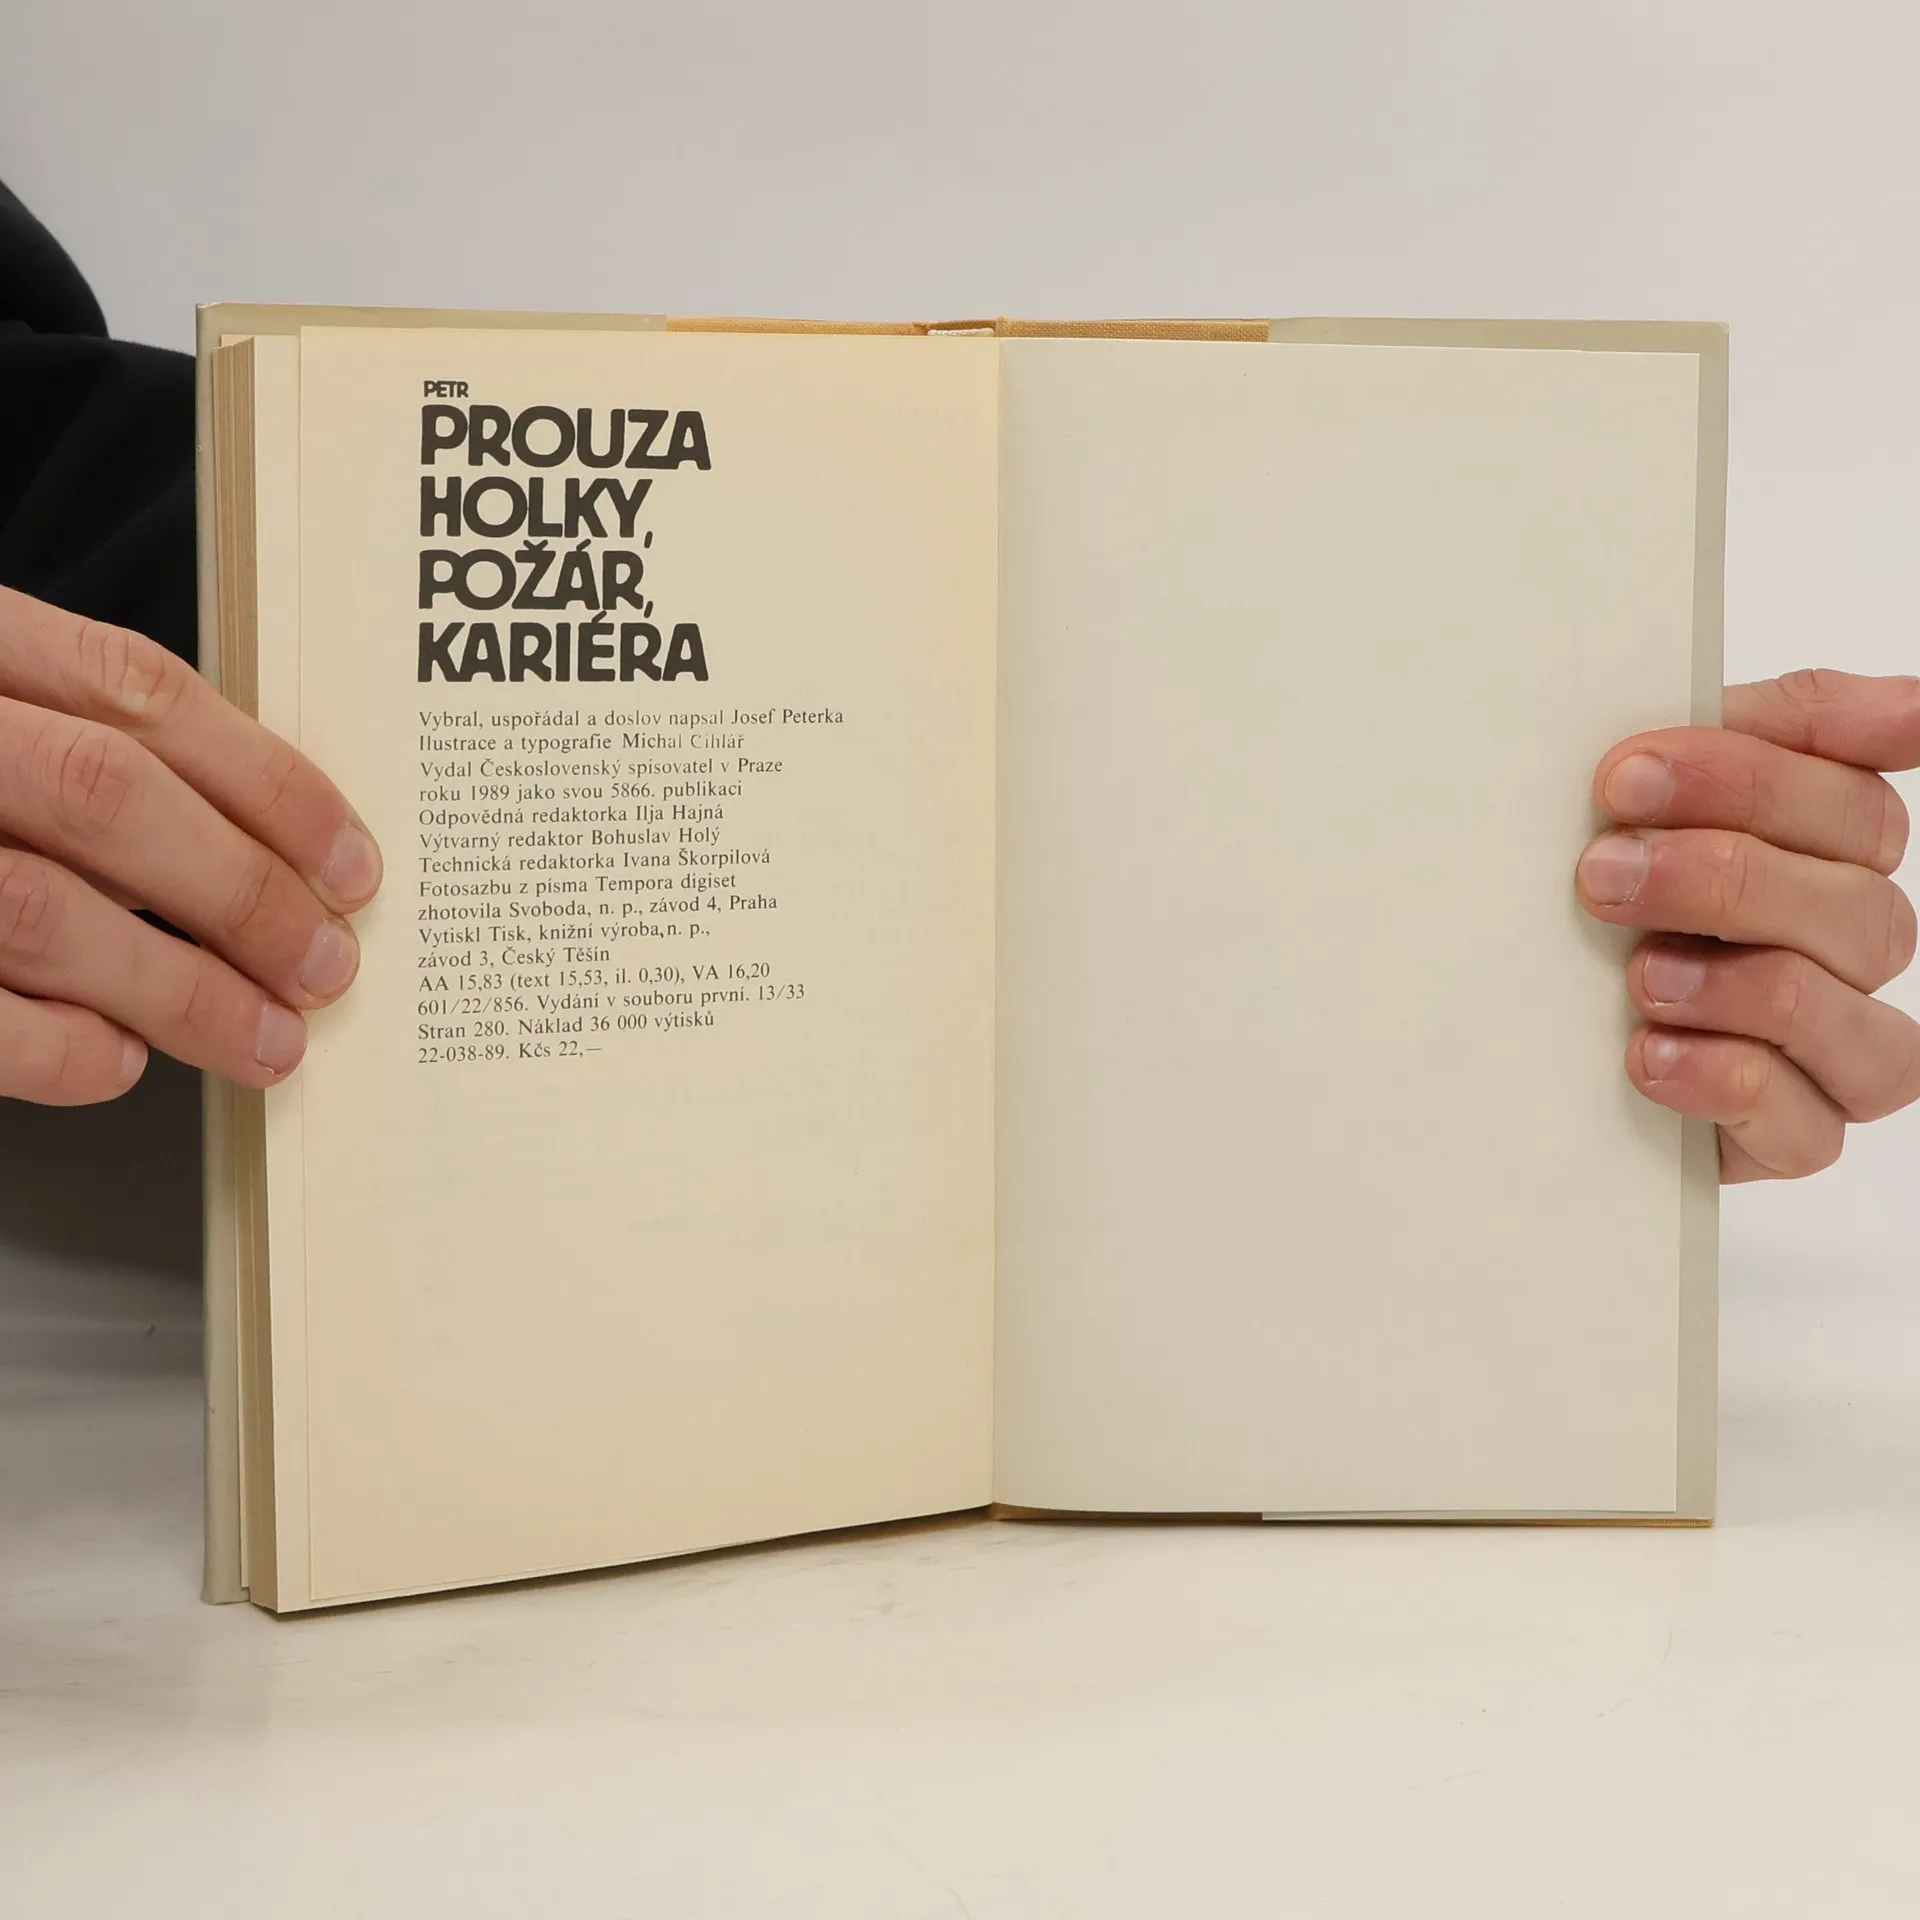 PETR
PROUZA
HOLKY,
POŽÁR,
KARIÉRA
Vybral, uspořádal a doslov napsal Josef Peterka
Ilustrace a typografie Michal Cihlář
Vydal Československý spisovatel v Praze
roku 1989 jako svou 5866. publikaci
Odpovědná redaktorka Ilja Hajná
Výtvarný redaktor Bohuslav Holý
Technická redaktorka Ivana Škorpilová
Fotosazbu z písma Tempora digiset
zhotovila Svoboda, n. p., závod 4, Praha
Vytiskl Tisk, knižní výroba, n. p.,
závod 3, Český Těšín
AA 15,83 (text 15,53, il. 0,30), VA 16,20
601/22/856. Vydání v souboru první. 13/33
Stran 280. Náklad 36 000 výtisků
22-038-89. Kčs 22,—